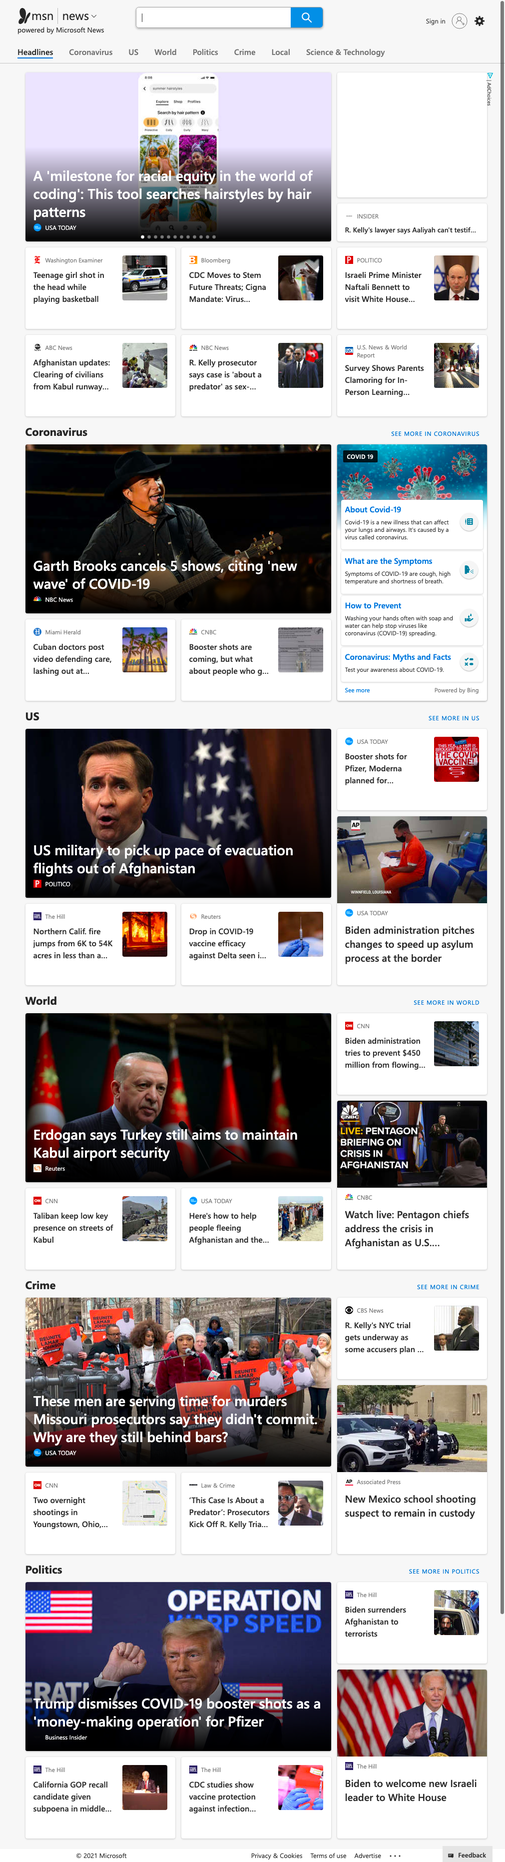 msn | news
powered by Microsoft News
Sign in
Headlines Coronavirus US World Politics Crime Local Science & Technology
summer hairstyles
Explore Shop Profiles
Search by hair pattern
A 'milestone for racial equity in the world of
coding': This tool searches hairstyles by hair
patterns
USA TODAY
AdChoices
INSIDER
R. Kelly's lawyer says Aaliyah can't testif...
Washington Examiner
Teenage girl shot in
the head while
playing basketball
Bloomberg
CDC Moves to Stem
Future Threats; Cigna
Mandate: Virus...
POLITICO
Israeli Prime Minister
Naftali Bennett to
visit White House...
ABC News
Afghanistan updates:
Clearing of civilians
from Kabul runway...
NBC News
R. Kelly prosecutor
says case is 'about a
predator' as sex-...
U.S. News & World
Report
Survey Shows Parents
Clamoring for In-
Person Learning...
Coronavirus
SEE MORE IN CORONAVIRUS
Garth Brooks cancels 5 shows, citing 'new
wave' of COVID-19
NBC News
COVID 19
About Covid-19
Covid-19 is a new illness that can affect
your lungs and airways. It's caused by a
virus called coronavirus.
What are the Symptoms
Symptoms of COVID-19 are cough, high
temperature and shortness of breath.
How to Prevent
Washing your hands often with soap and
water can help stop viruses like
coronavirus (COVID-19) spreading.
Coronavirus: Myths and Facts
Test your awareness about COVID-19.
See more
Powered by Bing
Miami Herald
Cuban doctors post
video defending care,
lashing out at...
CNBC
Booster shots are
coming, but what
about people who g...
US
SEE MORE IN US
US military to pick up pace of evacuation
flights out of Afghanistan
POLITICO
USA TODAY
Booster shots for
Pfizer, Moderna
planned for...
THE COVID
VACCINE
AP
WINNFIELD, LOUISIANA
USA TODAY
Biden administration pitches
changes to speed up asylum
process at the border
The Hill
Northern Calif. fire
jumps from 6K to 54K
acres in less than a...
Reuters
Drop in COVID-19
vaccine efficacy
against Delta seen i...
World
SEE MORE IN WORLD
Erdogan says Turkey still aims to maintain
Kabul airport security
Reuters
CNN
Biden administration
tries to prevent $450
million from flowing...
CNBC
LIVE: PENTAGON
BRIEFING ON
CRISIS IN
AFGHANISTAN
CNBC
Watch live: Pentagon chiefs
address the crisis in
Afghanistan as U.S....
CNN
Taliban keep low key
presence on streets of
Kabul
USA TODAY
Here's how to help
people fleeing
Afghanistan and the...
Crime
SEE MORE IN CRIME
REUNITE
LAMAR
These men are serving time for murders
Missouri prosecutors say they didn't commit.
Why are they still behind bars?
USA TODAY
CBS News
R. Kelly's NYC trial
gets underway as
some accusers plan ...
AP Associated Press
New Mexico school shooting
suspect to remain in custody
CNN
Two overnight
shootings in
Youngstown, Ohio,...
Law & Crime
'This Case Is About a
Predator': Prosecutors
Kick Off R. Kelly Tria...
Politics
SEE MORE IN POLITICS
OPERATION
WARP SPEED
Trump dismisses COVID-19 booster shots as a
'money-making operation' for Pfizer
Business Insider
The Hill
Biden surrenders
Afghanistan to
terrorists
The Hill
Biden to welcome new Israeli
leader to White House
The Hill
California GOP recall
candidate given
subpoena in middle...
The Hill
CDC studies show
vaccine protection
against infection...
© 2021 Microsoft
Privacy & Cookies Terms of use Advertise ...
Feedback